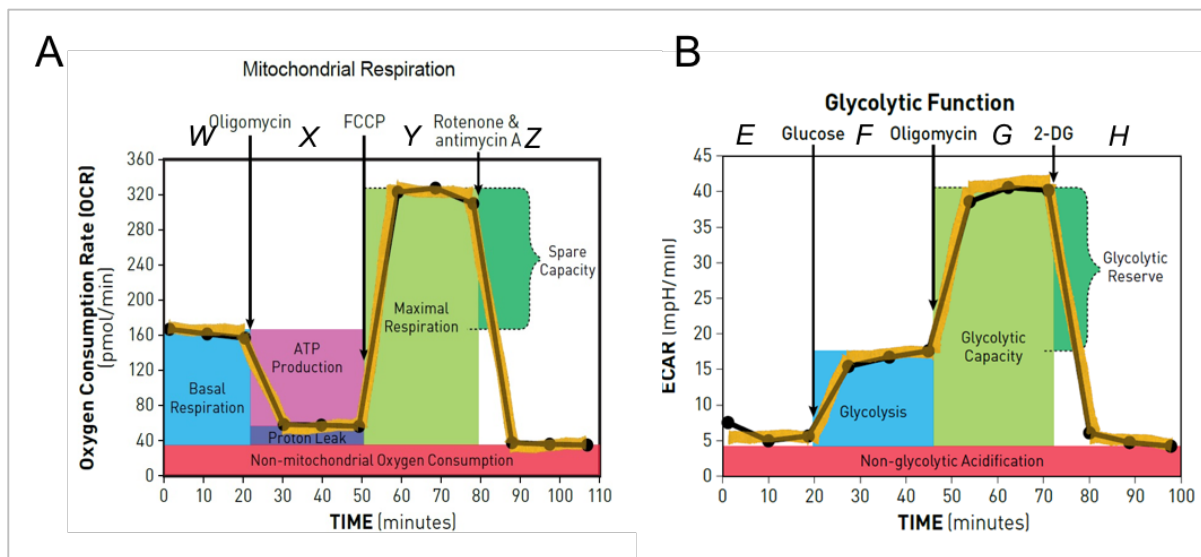 A
Mitochondrial Respiration
W
Oligomycin
X
FCCP
Y
Rotenone &
antimycin A
Z
Oxygen Consumption Rate (OCR)
(pmol/min)
360
320
280
240
200
160
120
80
40
0
Basal
Respiration
ATP
Production
Proton Leak
Maximal
Respiration
Spare
Capacity
Non-mitochondrial Oxygen Consumption
0 10 20 30 40 50 60 70 80 90 100 110
TIME (minutes)
B
Glycolytic Function
E
Glucose
F
Oligomycin
G
2-DG
H
ECAR (mpH/min)
45
40
35
30
25
20
15
10
5
0
Glycolysis
Glycolytic
Capacity
Glycolytic
Reserve
Non-glycolytic Acidification
0 10 20 30 40 50 60 70 80 90 100
TIME (minutes)